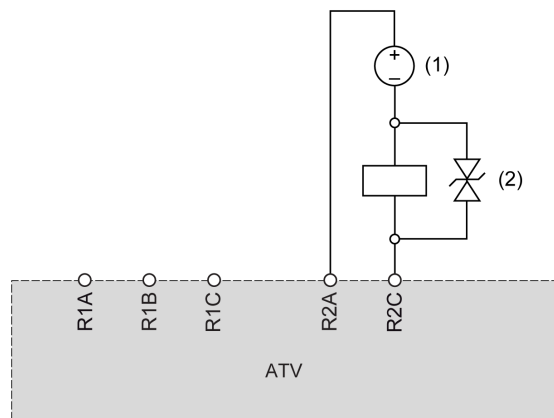 +
(1)
–
(2)
R1A
R1B
R1C
R2A
R2C
ATV